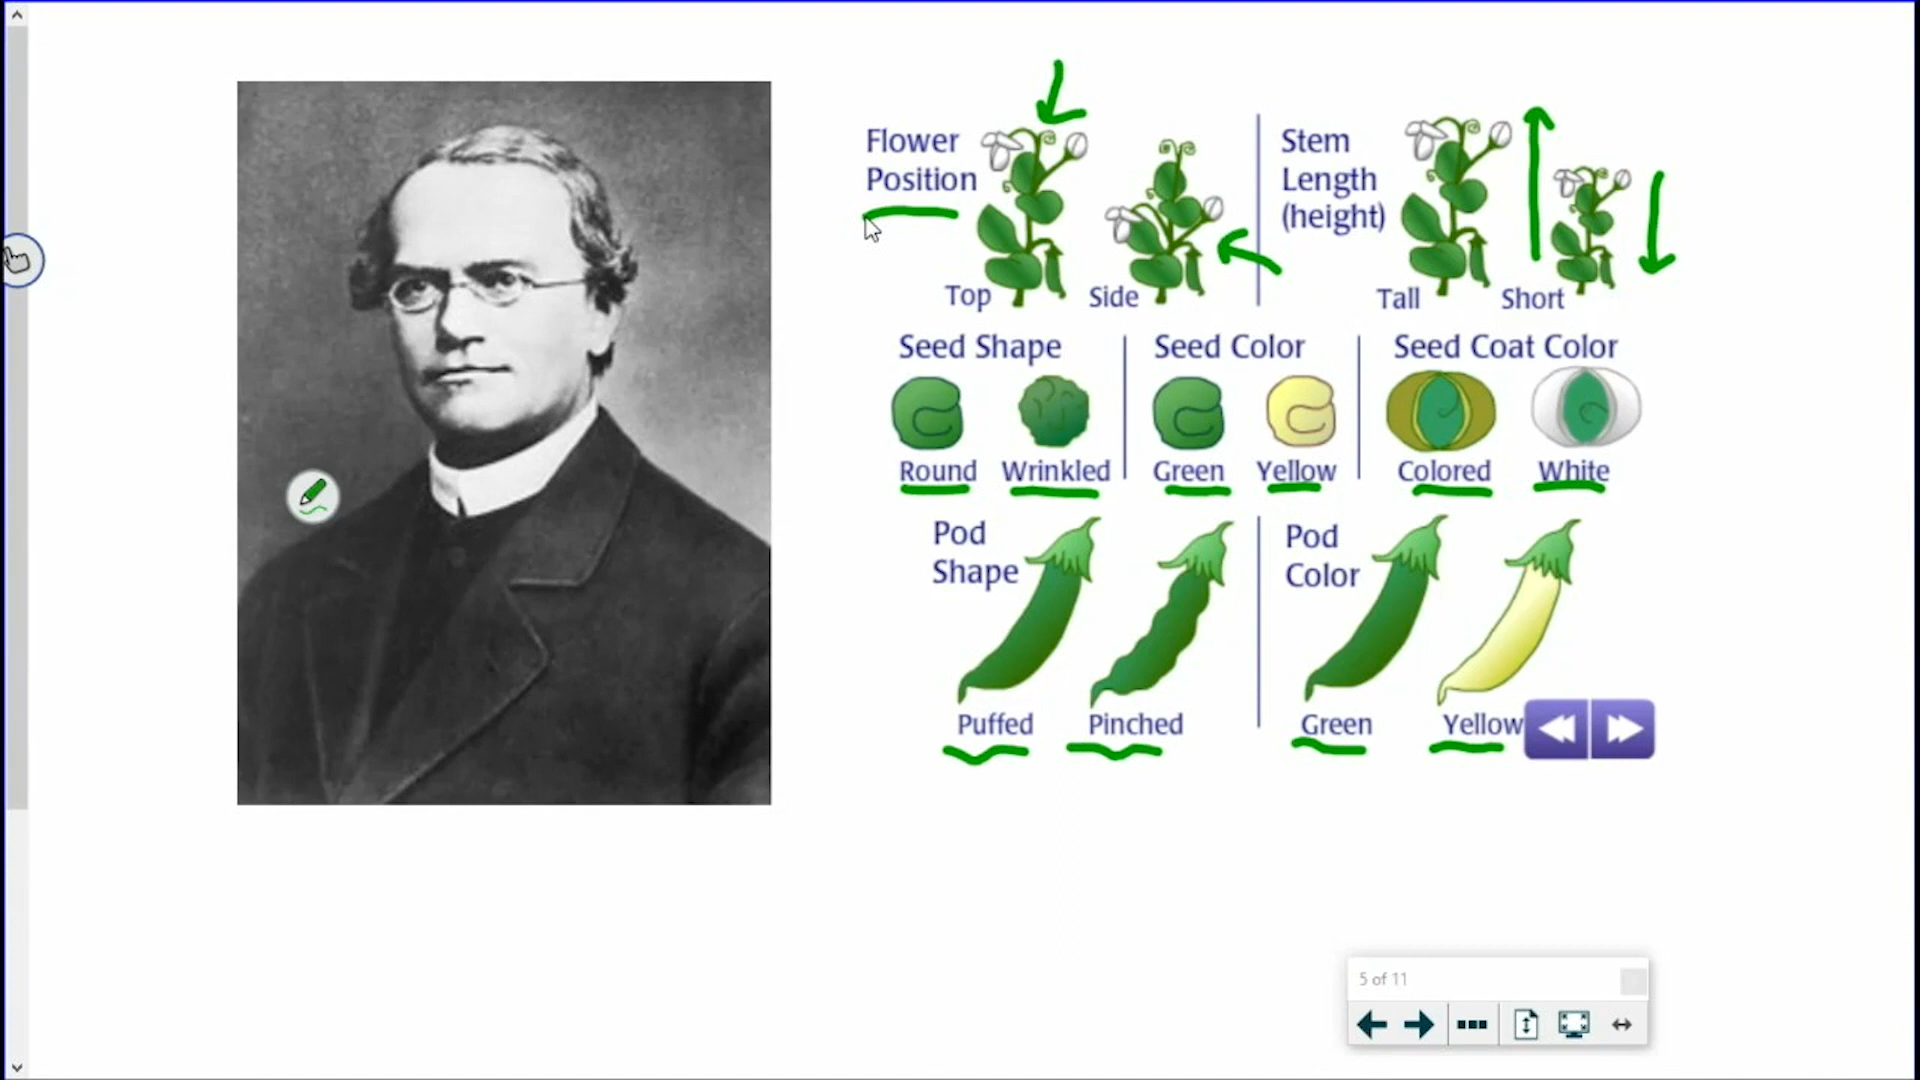 Flower
Position
Top
Side
Stem
Length
(height)
Tall
Short
Seed Shape
Round
Wrinkled
Seed Color
Green
Yellow
Seed Coat Color
Colored
White
Pod
Shape
Puffed
Pinched
Pod
Color
Green
Yellow
5 of 11